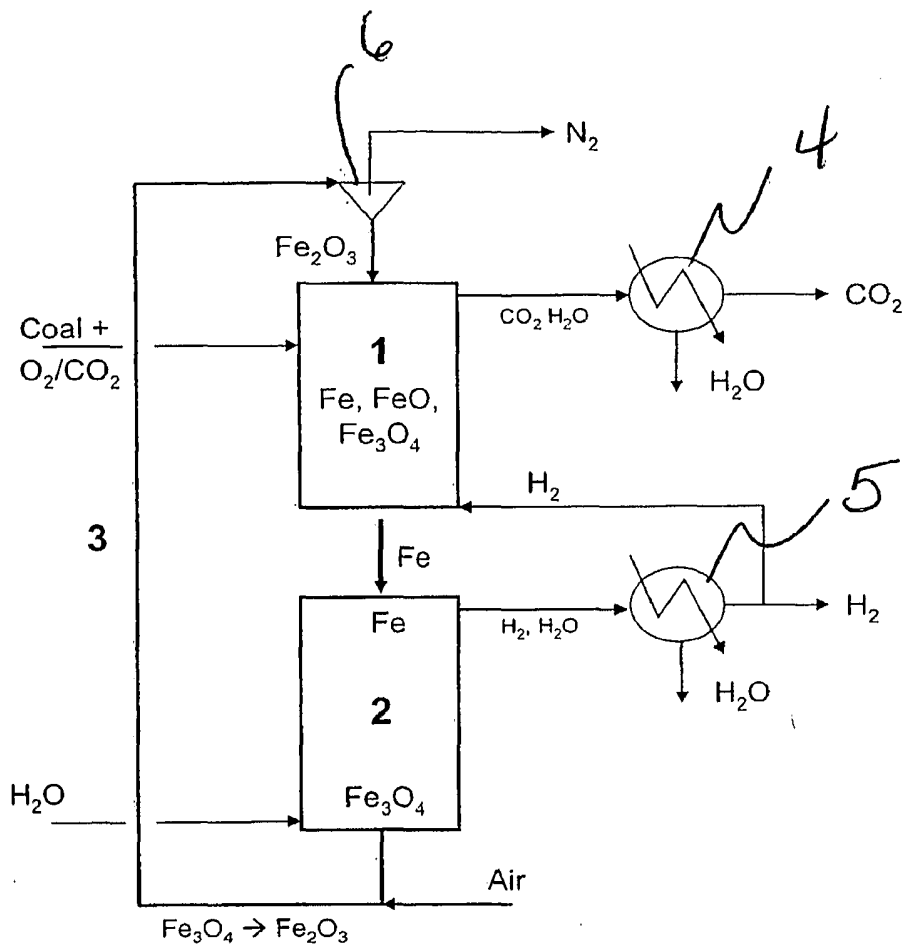 6
N₂
4
Fe₂O₃
CO₂ H₂O
CO₂
Coal +
O₂/CO₂
1
Fe, FeO,
Fe₃O₄
H₂O
H₂
5
3
Fe
Fe
H₂, H₂O
H₂
2
H₂O
H₂O
Fe₃O₄
Air
Fe₃O₄ → Fe₂O₃